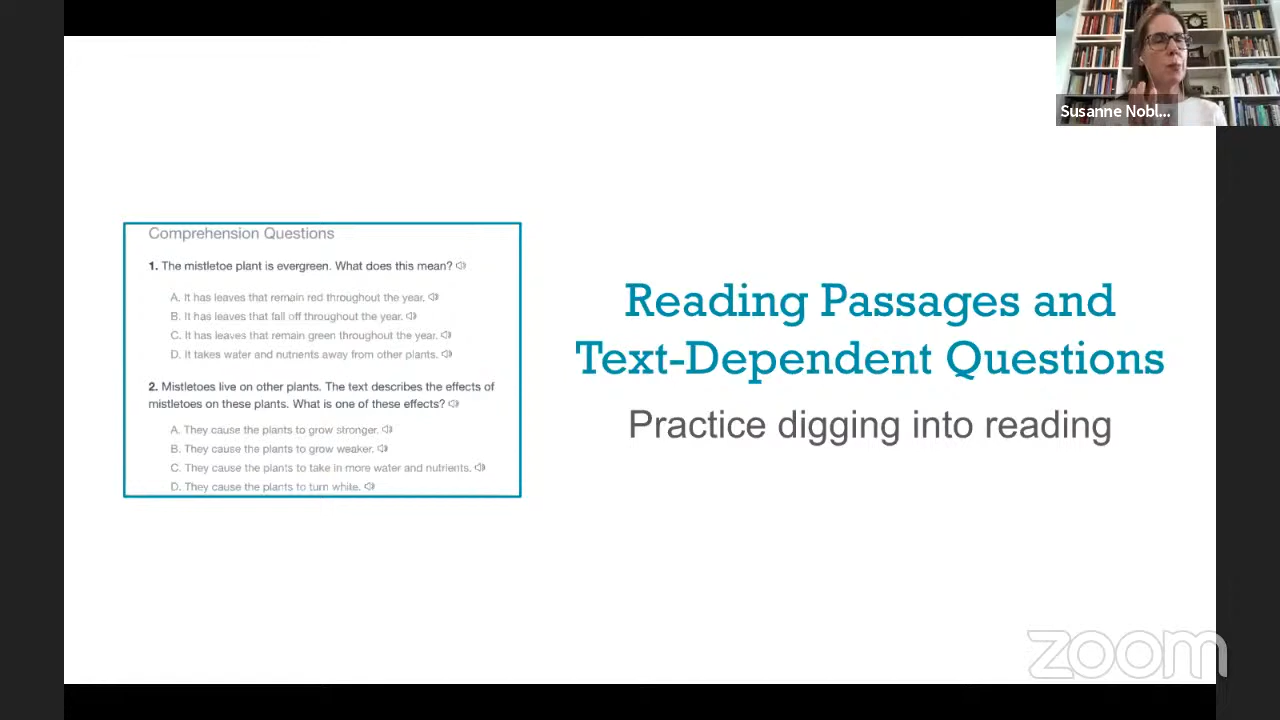 Susanne Nobl...
Comprehension Questions
1. The mistletoe plant is evergreen. What does this mean?
A. It has leaves that remain red throughout the year.
B. It has leaves that fall off throughout the year.
C. It has leaves that remain green throughout the year.
D. It takes water and nutrients away from other plants.
2. Mistletoes live on other plants. The text describes the effects of
mistletoes on these plants. What is one of these effects?
A. They cause the plants to grow stronger.
B. They cause the plants to grow weaker.
C. They cause the plants to take in more water and nutrients.
D. They cause the plants to turn white.
Reading Passages and
Text-Dependent Questions
Practice digging into reading
zoom